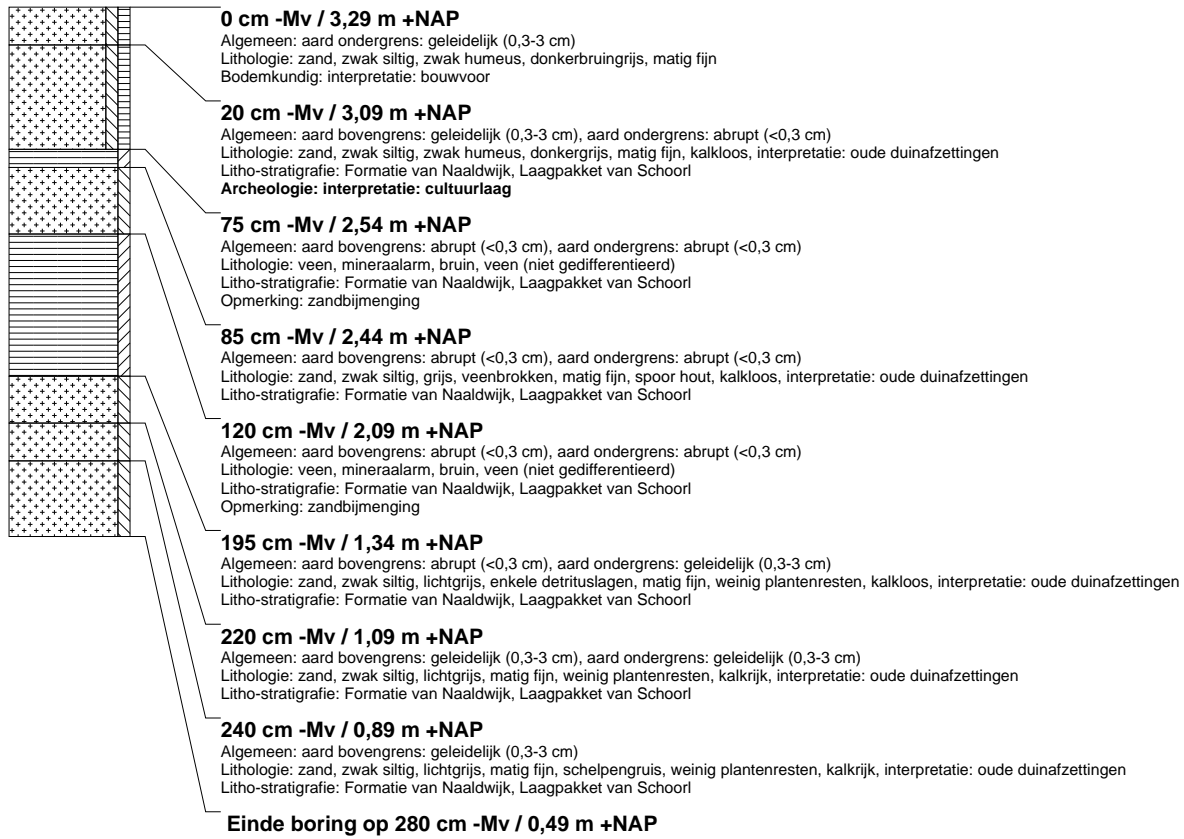 0 cm -Mv / 3,29 m +NAP
Algemeen: aard ondergrens: geleidelijk (0,3-3 cm)
Lithologie: zand, zwak siltig, zwak humeus, donkerbruingrijs, matig fijn
Bodemkundig: interpretatie: bouwvoor
20 cm -Mv / 3,09 m +NAP
Algemeen: aard bovengrens: geleidelijk (0,3-3 cm), aard ondergrens: abrupt (<0,3 cm)
Lithologie: zand, zwak siltig, zwak humeus, donkergrijs, matig fijn, kalkloos, interpretatie: oude duinafzettingen
Litho-stratigrafie: Formatie van Naaldwijk, Laagpakket van Schoorl
Archeologie: interpretatie: cultuurlaag
75 cm -Mv / 2,54 m +NAP
Algemeen: aard bovengrens: abrupt (<0,3 cm), aard ondergrens: abrupt (<0,3 cm)
Lithologie: veen, mineraalarm, bruin, veen (niet gedifferentieerd)
Litho-stratigrafie: Formatie van Naaldwijk, Laagpakket van Schoorl
Opmerking: zandbijmenging
85 cm -Mv / 2,44 m +NAP
Algemeen: aard bovengrens: abrupt (<0,3 cm), aard ondergrens: abrupt (<0,3 cm)
Lithologie: zand, zwak siltig, grijs, veenbrokken, matig fijn, spoor hout, kalkloos, interpretatie: oude duinafzettingen
Litho-stratigrafie: Formatie van Naaldwijk, Laagpakket van Schoorl
120 cm -Mv / 2,09 m +NAP
Algemeen: aard bovengrens: abrupt (<0,3 cm), aard ondergrens: abrupt (<0,3 cm)
Lithologie: veen, mineraalarm, bruin, veen (niet gedifferentieerd)
Litho-stratigrafie: Formatie van Naaldwijk, Laagpakket van Schoorl
Opmerking: zandbijmenging
195 cm -Mv / 1,34 m +NAP
Algemeen: aard bovengrens: abrupt (<0,3 cm), aard ondergrens: geleidelijk (0,3-3 cm)
Lithologie: zand, zwak siltig, lichtgrijs, enkele detrituslagen, matig fijn, weinig plantenresten, kalkloos, interpretatie: oude duinafzettingen
Litho-stratigrafie: Formatie van Naaldwijk, Laagpakket van Schoorl
220 cm -Mv / 1,09 m +NAP
Algemeen: aard bovengrens: geleidelijk (0,3-3 cm), aard ondergrens: geleidelijk (0,3-3 cm)
Lithologie: zand, zwak siltig, lichtgrijs, matig fijn, weinig plantenresten, kalkrijk, interpretatie: oude duinafzettingen
Litho-stratigrafie: Formatie van Naaldwijk, Laagpakket van Schoorl
240 cm -Mv / 0,89 m +NAP
Algemeen: aard bovengrens: geleidelijk (0,3-3 cm)
Lithologie: zand, zwak siltig, lichtgrijs, matig fijn, schelpengruis, weinig plantenresten, kalkrijk, interpretatie: oude duinafzettingen
Litho-stratigrafie: Formatie van Naaldwijk, Laagpakket van Schoorl
Einde boring op 280 cm -Mv / 0,49 m +NAP